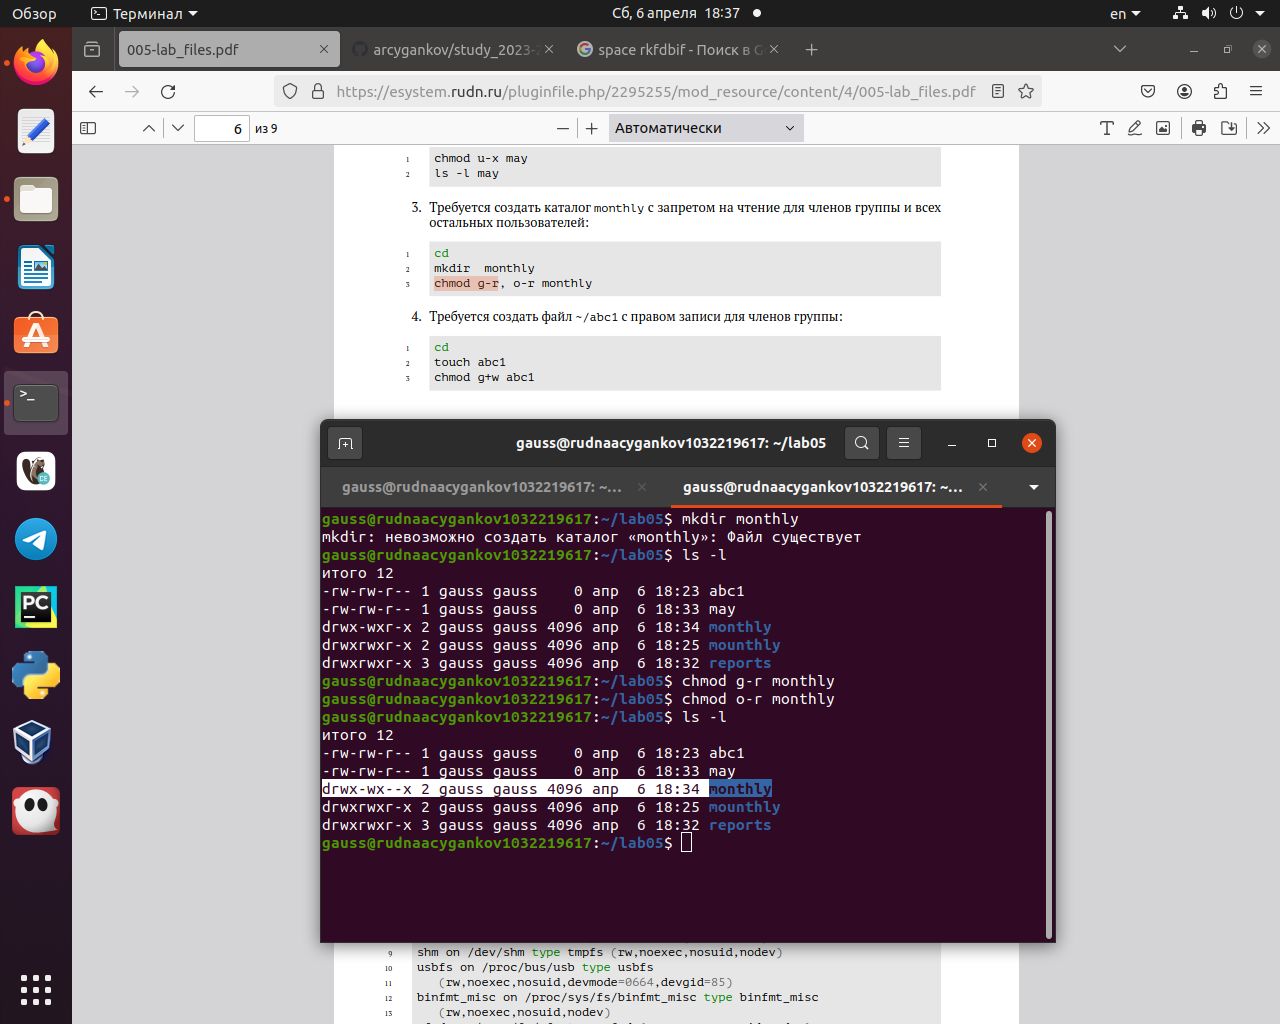 Обзор
Терминал
Сб, 6 апреля 18:37
en
005-lab_files.pdf
arcygankov/study_2023-2
space rkfdbif - Поиск в G
https://esystem.rudn.ru/pluginfile.php/2295255/mod_resource/content/4/005-lab_files.pdf
6
из 9
Автоматически
1 chmod u-x may
2 ls -l may
3. Требуется создать каталог monthly с запретом на чтение для членов группы и всех
остальных пользователей:
1 cd
2 mkdir  monthly
3 chmod g-r, o-r monthly
4. Требуется создать файл ~/abc1 с правом записи для членов группы:
1 cd
2 touch abc1
3 chmod g+w abc1
gauss@rudnaacygankov1032219617: ~/lab05
gauss@rudnaacygankov1032219617: ~...
gauss@rudnaacygankov1032219617: ~...
gauss@rudnaacygankov1032219617:~/lab05$ mkdir monthly
mkdir: невозможно создать каталог «monthly»: Файл существует
gauss@rudnaacygankov1032219617:~/lab05$ ls -l
итого 12
-rw-rw-r-- 1 gauss gauss    0 апр  6 18:23 abc1
-rw-rw-r-- 1 gauss gauss    0 апр  6 18:33 may
drwx-wxr-x 2 gauss gauss 4096 апр  6 18:34 monthly
drwxrwxr-x 2 gauss gauss 4096 апр  6 18:25 mounthly
drwxrwxr-x 3 gauss gauss 4096 апр  6 18:32 reports
gauss@rudnaacygankov1032219617:~/lab05$ chmod g-r monthly
gauss@rudnaacygankov1032219617:~/lab05$ chmod o-r monthly
gauss@rudnaacygankov1032219617:~/lab05$ ls -l
итого 12
-rw-rw-r-- 1 gauss gauss    0 апр  6 18:23 abc1
-rw-rw-r-- 1 gauss gauss    0 апр  6 18:33 may
drwx-wx--x 2 gauss gauss 4096 апр  6 18:34 monthly
drwxrwxr-x 2 gauss gauss 4096 апр  6 18:25 mounthly
drwxrwxr-x 3 gauss gauss 4096 апр  6 18:32 reports
gauss@rudnaacygankov1032219617:~/lab05$
9 shm on /dev/shm type tmpfs (rw,noexec,nosuid,nodev)
10 usbfs on /proc/bus/usb type usbfs
11 (rw,noexec,nosuid,devmode=0664,devgid=85)
12 binfmt_misc on /proc/sys/fs/binfmt_misc type binfmt_misc
13 (rw,noexec,nosuid,nodev)